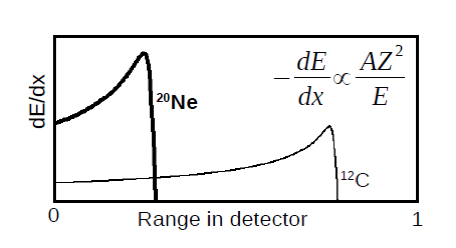 dE/dx
-dE/dx ∝ AZ²/E
²⁰Ne
¹²C
0
Range in detector
1